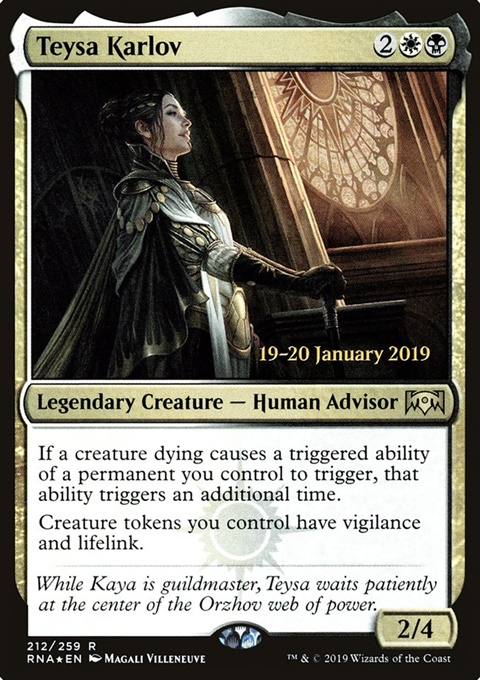 Teysa Karlov 2
19-20 January 2019
Legendary Creature — Human Advisor
If a creature dying causes a triggered ability
of a permanent you control to trigger, that
ability triggers an additional time.
Creature tokens you control have vigilance
and lifelink.
While Kaya is guildmaster, Teysa waits patiently
at the center of the Orzhov web of power.
2/4
212/259 R
RNA★EN Magali Villeneuve ™ & © 2019 Wizards of the Coast